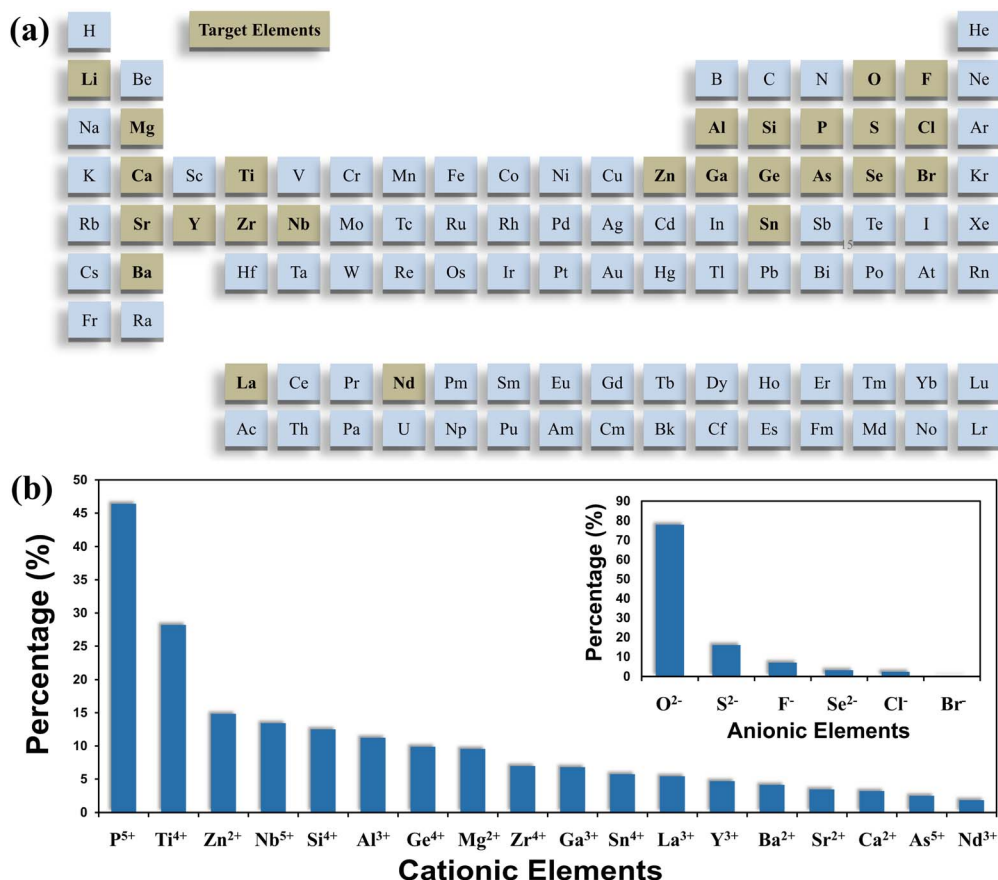 (a)
H Target Elements He
Li Be B C N O F Ne
Na Mg Al Si P S Cl Ar
K Ca Sc Ti V Cr Mn Fe Co Ni Cu Zn Ga Ge As Se Br Kr
Rb Sr Y Zr Nb Mo Tc Ru Rh Pd Ag Cd In Sn Sb Te I Xe
15
Cs Ba Hf Ta W Re Os Ir Pt Au Hg Tl Pb Bi Po At Rn
Fr Ra
La Ce Pr Nd Pm Sm Eu Gd Tb Dy Ho Er Tm Yb Lu
Ac Th Pa U Np Pu Am Cm Bk Cf Es Fm Md No Lr
(b)
Percentage (%)
50
45
40
35
30
25
20
15
10
5
0
P⁵⁺ Ti⁴⁺ Zn²⁺ Nb⁵⁺ Si⁴⁺ Al³⁺ Ge⁴⁺ Mg²⁺ Zr⁴⁺ Ga³⁺ Sn⁴⁺ La³⁺ Y³⁺ Ba²⁺ Sr²⁺ Ca²⁺ As⁵⁺ Nd³⁺
Cationic Elements
Percentage (%)
90
80
70
60
50
40
30
20
10
0
O²⁻ S²⁻ F⁻ Se²⁻ Cl⁻ Br⁻
Anionic Elements